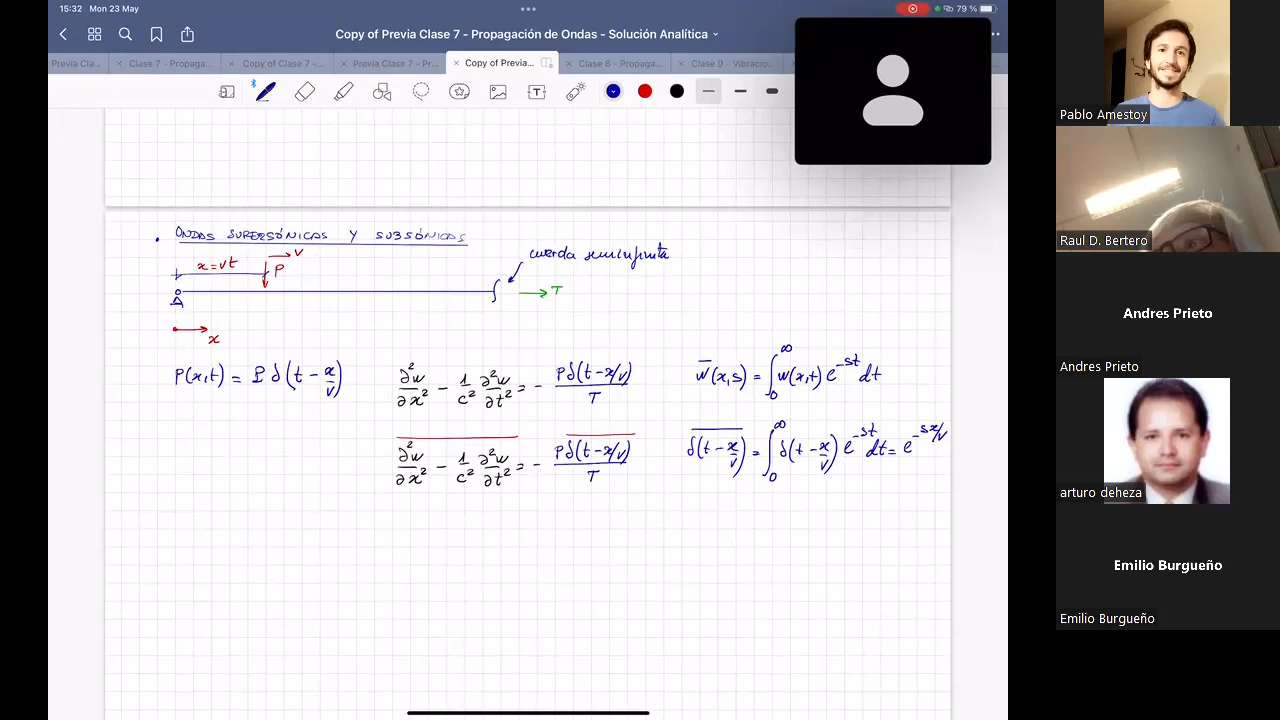 15:32 Mon 23 May
79 %
Copy of Previa Clase 7 - Propagación de Ondas - Solución Analítica
Previa Cla...
Clase 7 - Propaga...
Copy of Clase 7 -...
Previa Clase 7 - Pr...
Copy of Previa...
Clase 8 - Propaga...
Clase 9 - Vibracio...
ONDAS SUPERSÓNICAS Y SUBSÓNICAS
x=vt
P
v
cuerda semiinfinita
T
x
P(x,t) = P δ(t - x/v)
∂²w/∂x² - 1/c² ∂²w/∂t² = - Pδ(t-x/v)/T
w̅(x,s) = ∫₀^∞ w(x,t) e^-st dt
∂²w/∂x² - 1/c² ∂²w/∂t² = - Pδ(t-x/v)/T
δ(t - x/v) = ∫₀^∞ δ(t - x/v) e^-st dt = e^-sx/v
Pablo Amestoy
Raul D. Bertero
Andres Prieto
Andres Prieto
arturo deheza
Emilio Burgueño
Emilio Burgueño